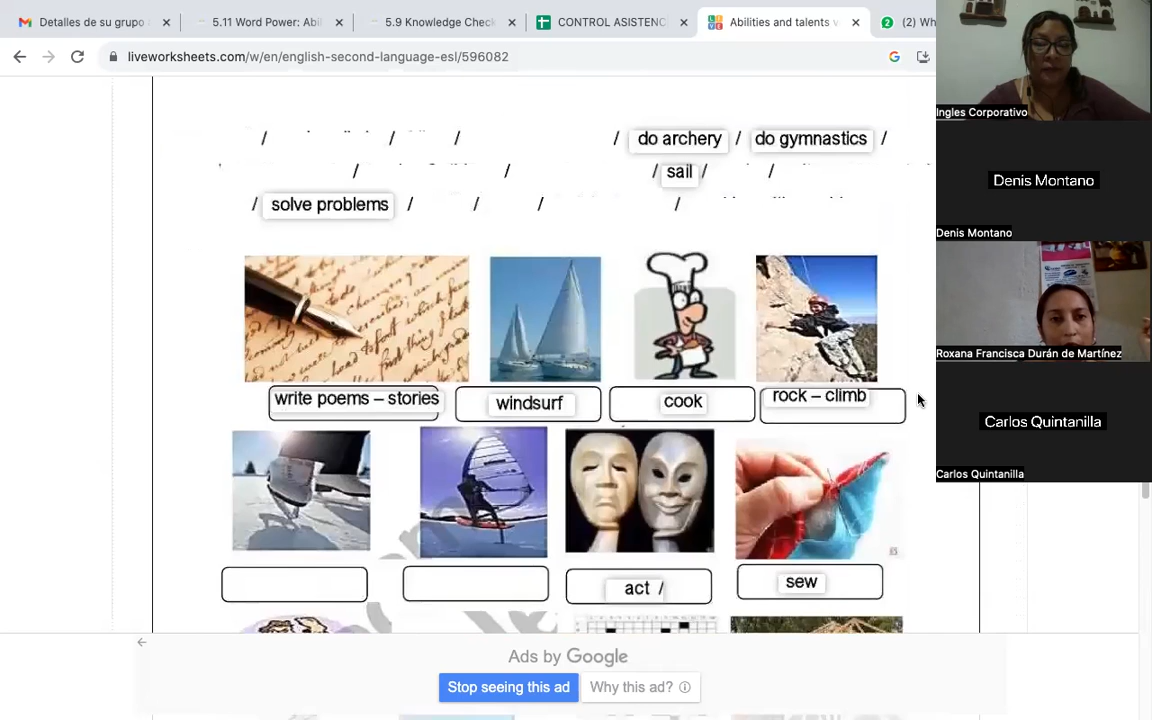 Detalles de su grupo
5.11 Word Power: Abi
5.9 Knowledge Check
CONTROL ASISTENC
Abilities and talents v
(2) Wh
liveworksheets.com/w/en/english-second-language-esl/596082
/ / / / do archery / do gymnastics /
/ / / sail / /
/ solve problems / / / /
write poems – stories
windsurf
cook
rock – climb
act /
sew
Ads by Google
Stop seeing this ad
Why this ad?
Ingles Corporativo
Denis Montano
Denis Montano
Roxana Francisca Durán de Martínez
Carlos Quintanilla
Carlos Quintanilla